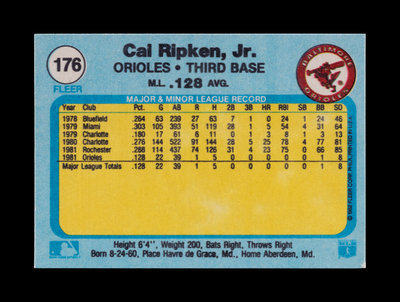 176
FLEER
Cal Ripken, Jr.
ORIOLES • THIRD BASE
M.L. .128 AVG.
BALTIMORE
ORIOLES
MAJOR & MINOR LEAGUE RECORD
Year Club Pct. G AB R H 2B 3B HR RBI SB BB SO
1978 Bluefield .264 63 239 27 63 7 1 0 24 1 24 46
1979 Miami .303 105 393 51 119 28 1 5 54 4 31 64
1979 Charlotte .180 17 61 6 11 0 1 3 8 1 3 13
1980 Charlotte .276 144 522 91 144 28 5 25 78 4 77 81
1981 Rochester .288 114 437 74 126 31 4 23 75 0 66 85
1981 Orioles .128 22 39 1 5 0 0 0 0 0 1 8
Major League Totals .128 22 39 1 5 0 0 0 0 0 1 8
Height 6'4", Weight 200, Bats Right, Throws Right
Born 8-24-60, Place Havre de Grace, Md., Home Aberdeen, Md.